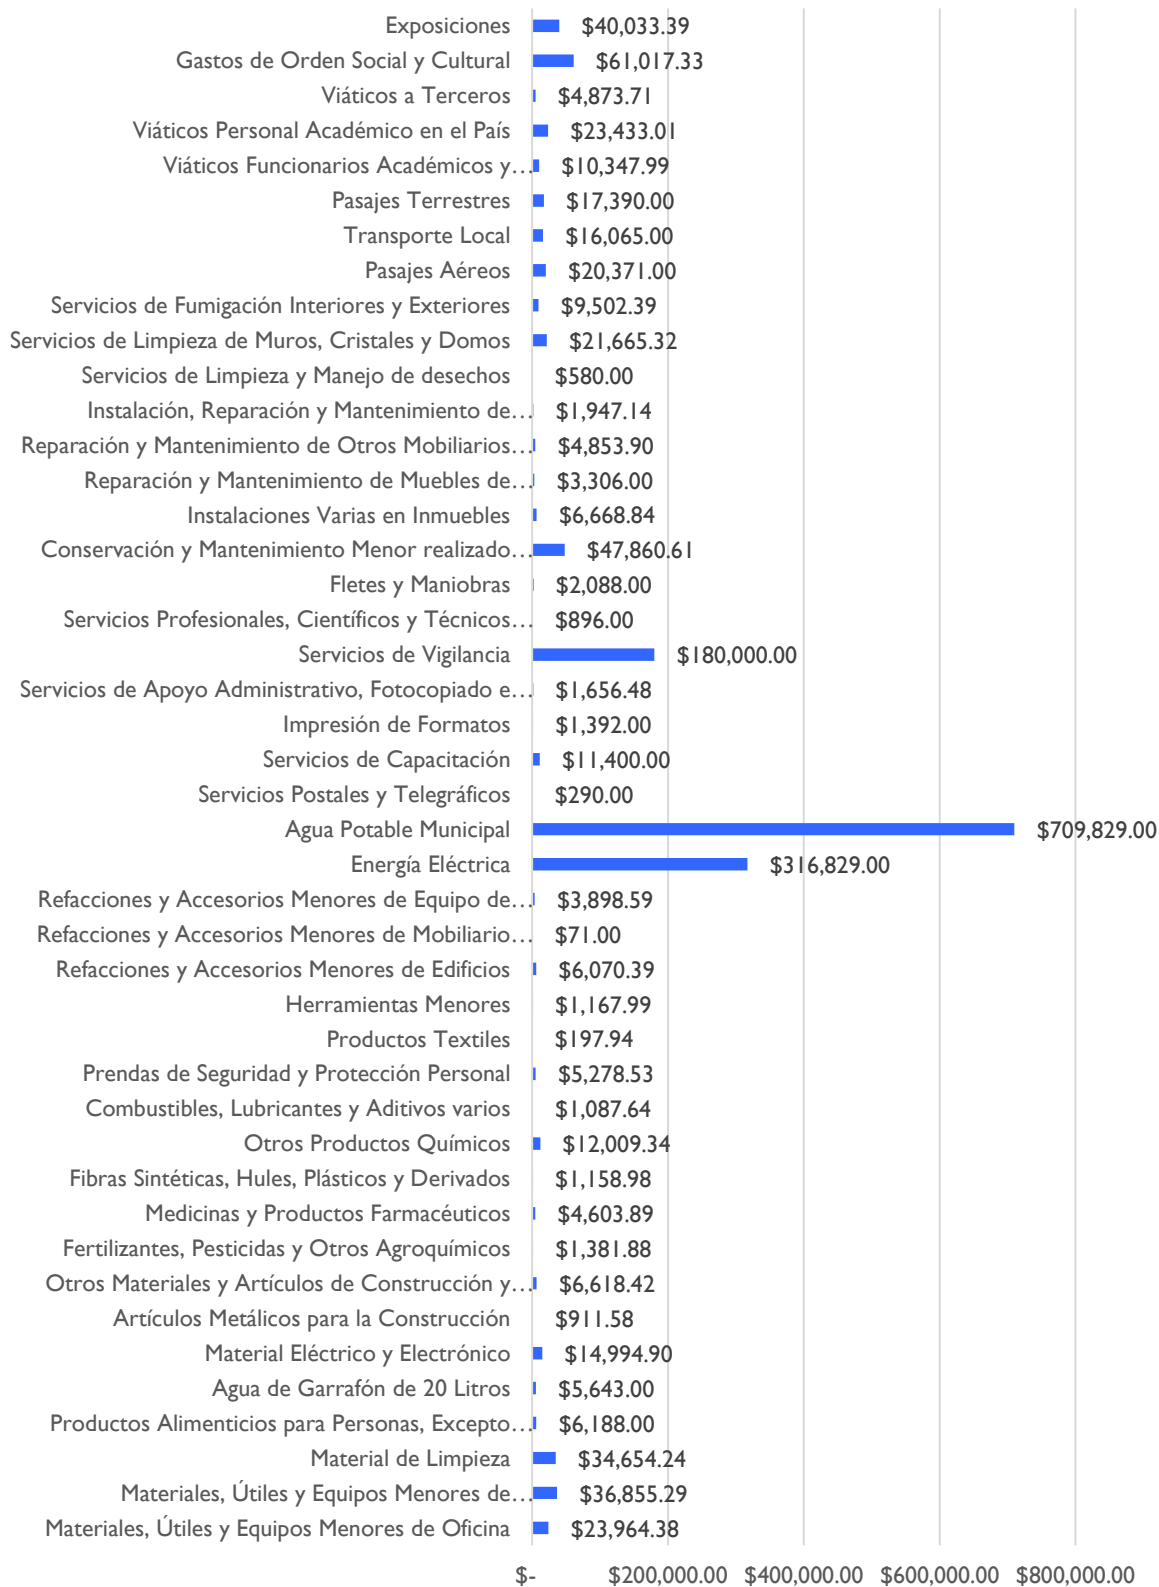 Exposiciones $40,033.39
Gastos de Orden Social y Cultural $61,017.33
Viáticos a Terceros $4,873.71
Viáticos Personal Académico en el País $23,433.01
Viáticos Funcionarios Académicos y… $10,347.99
Pasajes Terrestres $17,390.00
Transporte Local $16,065.00
Pasajes Aéreos $20,371.00
Servicios de Fumigación Interiores y Exteriores $9,502.39
Servicios de Limpieza de Muros, Cristales y Domos $21,665.32
Servicios de Limpieza y Manejo de desechos $580.00
Instalación, Reparación y Mantenimiento de… $1,947.14
Reparación y Mantenimiento de Otros Mobiliarios… $4,853.90
Reparación y Mantenimiento de Muebles de… $3,306.00
Instalaciones Varias en Inmuebles $6,668.84
Conservación y Mantenimiento Menor realizado… $47,860.61
Fletes y Maniobras $2,088.00
Servicios Profesionales, Científicos y Técnicos… $896.00
Servicios de Vigilancia $180,000.00
Servicios de Apoyo Administrativo, Fotocopiado e… $1,656.48
Impresión de Formatos $1,392.00
Servicios de Capacitación $11,400.00
Servicios Postales y Telegráficos $290.00
Agua Potable Municipal $709,829.00
Energía Eléctrica $316,829.00
Refacciones y Accesorios Menores de Equipo de… $3,898.59
Refacciones y Accesorios Menores de Mobiliario… $71.00
Refacciones y Accesorios Menores de Edificios $6,070.39
Herramientas Menores $1,167.99
Productos Textiles $197.94
Prendas de Seguridad y Protección Personal $5,278.53
Combustibles, Lubricantes y Aditivos varios $1,087.64
Otros Productos Químicos $12,009.34
Fibras Sintéticas, Hules, Plásticos y Derivados $1,158.98
Medicinas y Productos Farmacéuticos $4,603.89
Fertilizantes, Pesticidas y Otros Agroquímicos $1,381.88
Otros Materiales y Artículos de Construcción y… $6,618.42
Artículos Metálicos para la Construcción $911.58
Material Eléctrico y Electrónico $14,994.90
Agua de Garrafón de 20 Litros $5,643.00
Productos Alimenticios para Personas, Excepto… $6,188.00
Material de Limpieza $34,654.24
Materiales, Útiles y Equipos Menores de… $36,855.29
Materiales, Útiles y Equipos Menores de Oficina $23,964.38
$- $200,000.00 $400,000.00 $600,000.00 $800,000.00